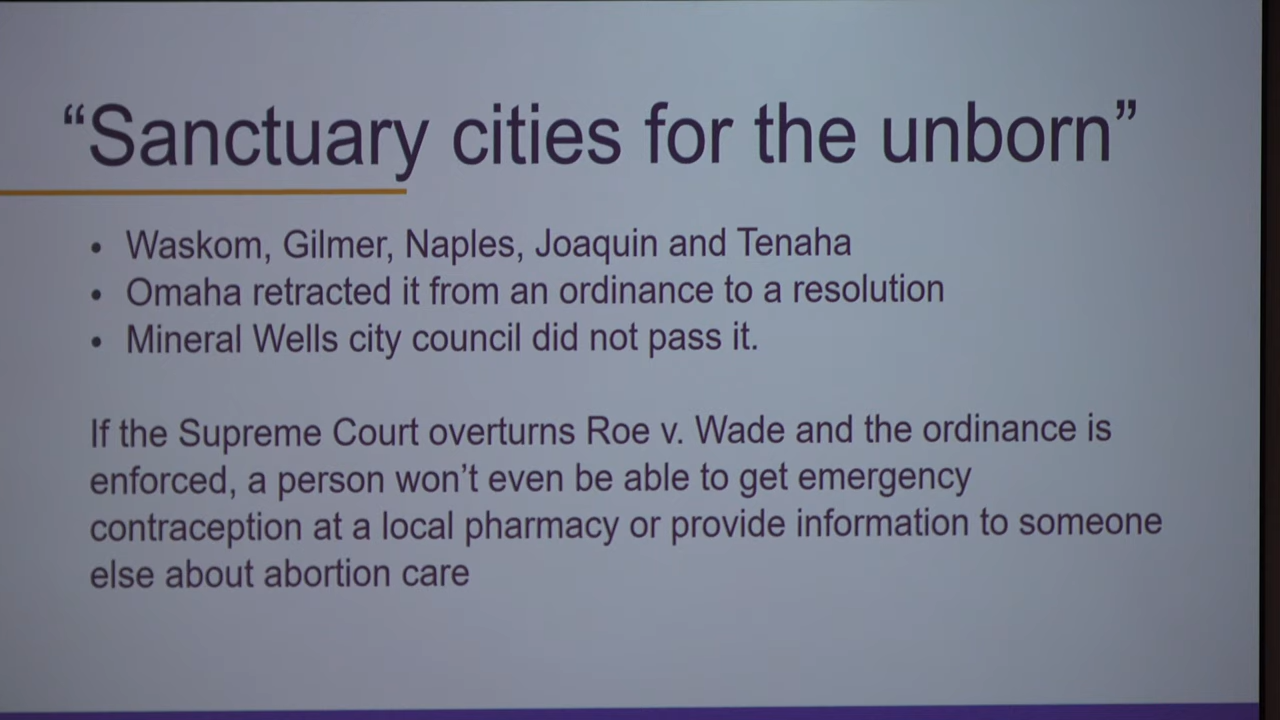 “Sanctuary cities for the unborn”
• Waskom, Gilmer, Naples, Joaquin and Tenaha
• Omaha retracted it from an ordinance to a resolution
• Mineral Wells city council did not pass it.
If the Supreme Court overturns Roe v. Wade and the ordinance is
enforced, a person won’t even be able to get emergency
contraception at a local pharmacy or provide information to someone
else about abortion care